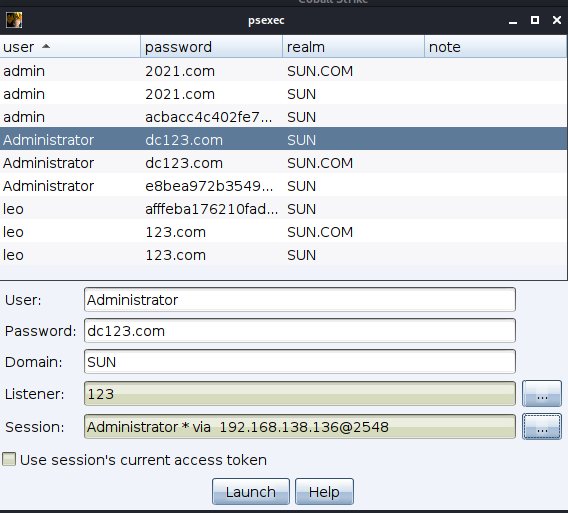 Cobalt Strike
psexec
user password realm note
admin 2021.com SUN.COM
admin 2021.com SUN
admin acbacc4c402fe7... SUN
Administrator dc123.com SUN
Administrator dc123.com SUN.COM
Administrator e8bea972b3549... SUN
leo afffeba176210fad... SUN
leo 123.com SUN.COM
leo 123.com SUN
User: Administrator
Password: dc123.com
Domain: SUN
Listener: 123 ...
Session: Administrator * via 192.168.138.136@2548 ...
Use session's current access token
Launch Help